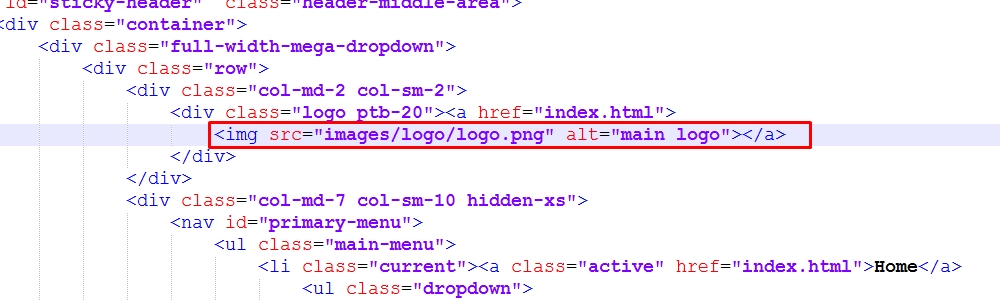 id="sticky-header" class="header-middle-area">
<div class="container">
<div class="full-width-mega-dropdown">
<div class="row">
<div class="col-md-2 col-sm-2">
<div class="logo ptb-20"><a href="index.html">
<img src="images/logo/logo.png" alt="main logo"></a>
</div>
</div>
<div class="col-md-7 col-sm-10 hidden-xs">
<nav id="primary-menu">
<ul class="main-menu">
<li class="current"><a class="active" href="index.html">Home</a>
<ul class="dropdown">